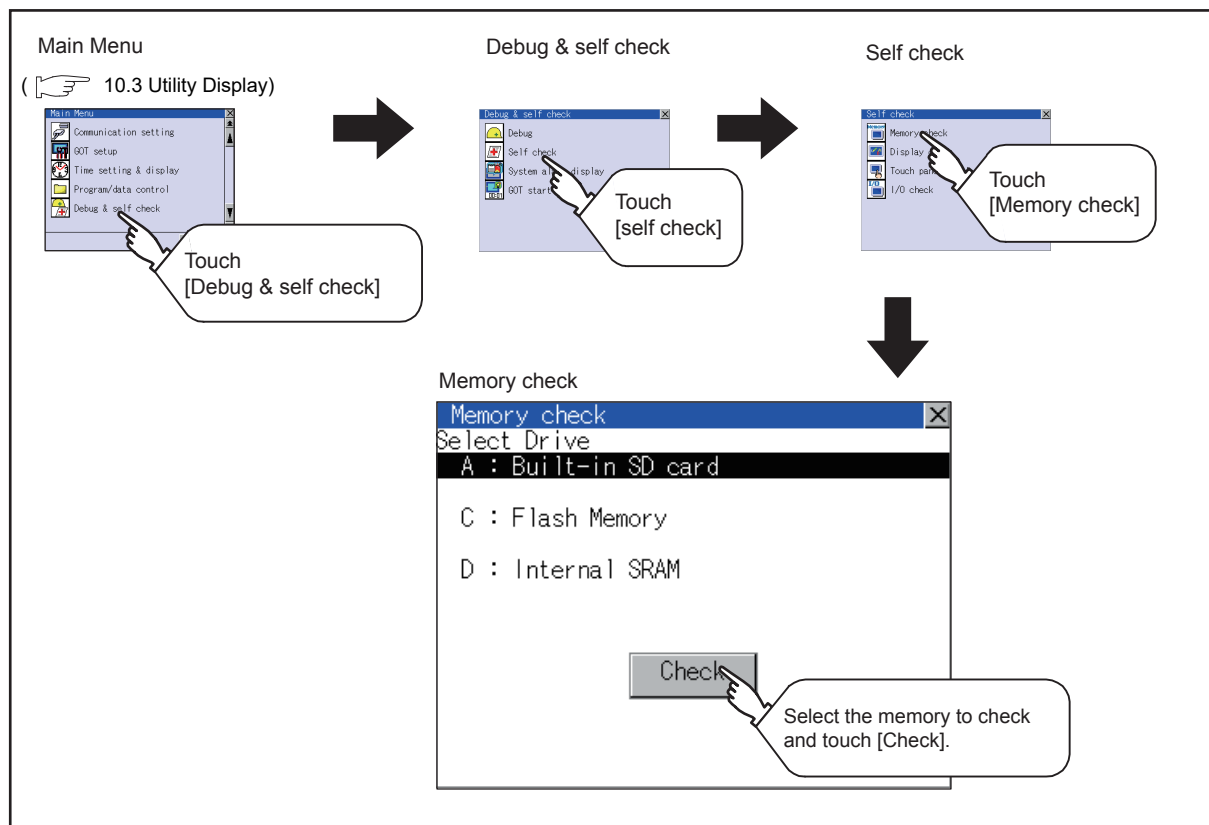 Main Menu
( 10.3 Utility Display)
Main Menu
Communication setting
GOT setup
Time setting & display
Program/data control
Debug & self check
Touch
[Debug & self check]
Debug & self check
Debug & self check
Debug
Self check
System display
GOT start
Touch
[self check]
Self check
Self check
Memory check
Display
Touch
I/O check
Touch
[Memory check]
Memory check
Memory check
Select Drive
A : Built-in SD card
C : Flash Memory
D : Internal SRAM
Check
Select the memory to check
and touch [Check].